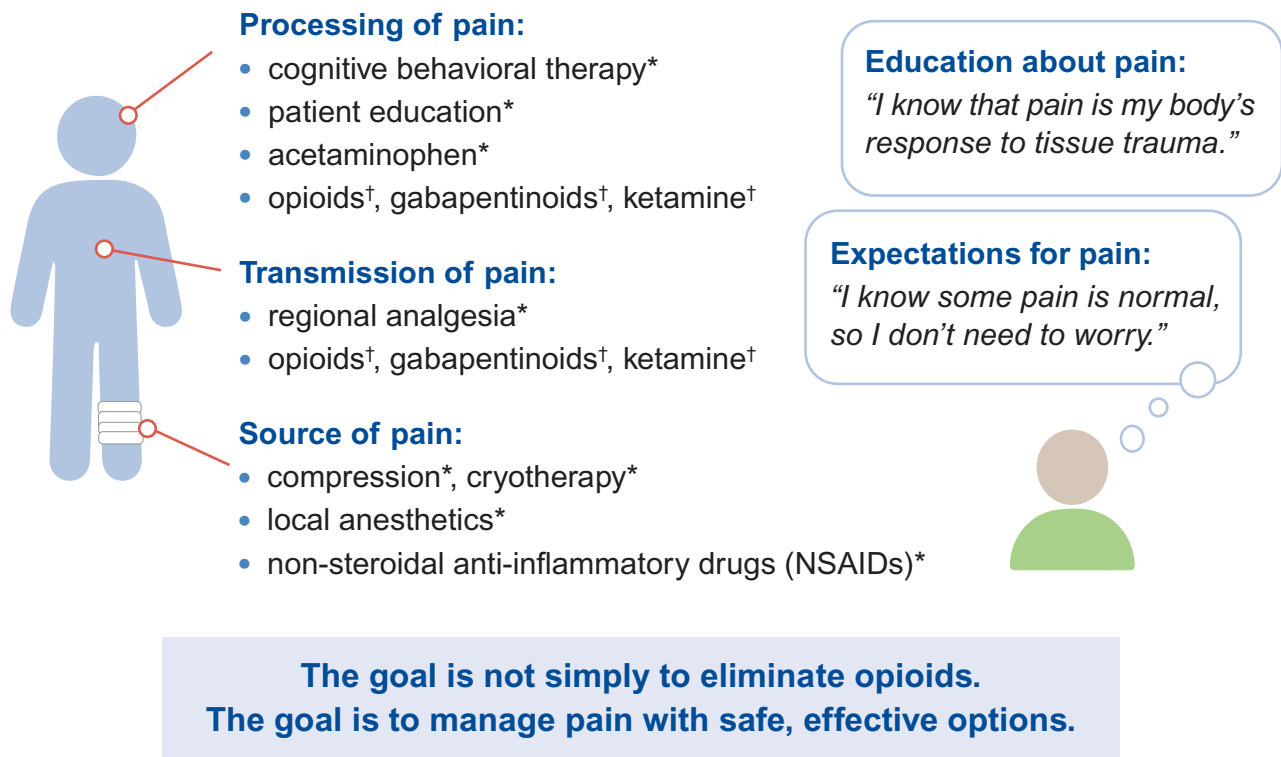 Processing of pain:
• cognitive behavioral therapy*
• patient education*
• acetaminophen*
• opioids†, gabapentinoids†, ketamine†
Transmission of pain:
• regional analgesia*
• opioids†, gabapentinoids†, ketamine†
Source of pain:
• compression*, cryotherapy*
• local anesthetics*
• non-steroidal anti-inflammatory drugs (NSAIDs)*
Education about pain:
“I know that pain is my body’s
response to tissue trauma.”
Expectations for pain:
“I know some pain is normal,
so I don’t need to worry.”
The goal is not simply to eliminate opioids.
The goal is to manage pain with safe, effective options.